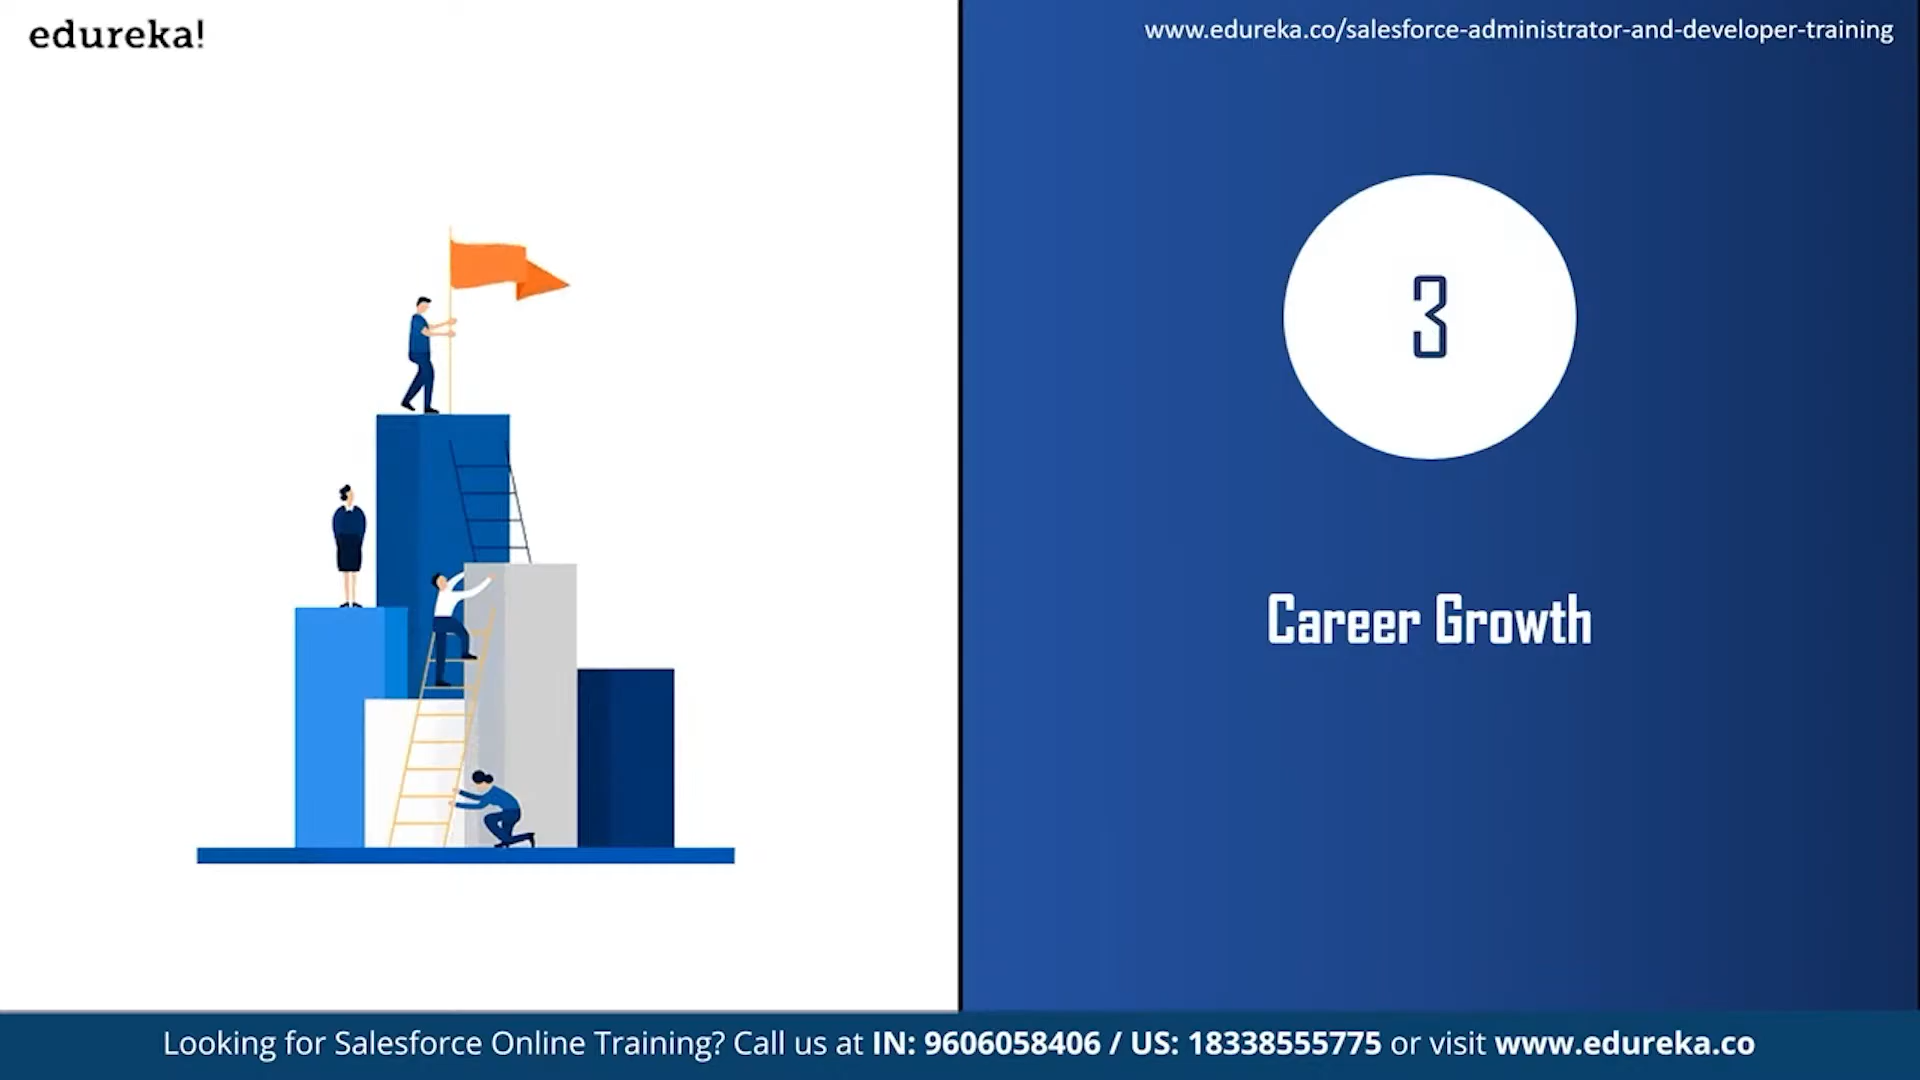 edureka!
www.edureka.co/salesforce-administrator-and-developer-training
3
Career Growth
Looking for Salesforce Online Training? Call us at IN: 9606058406 / US: 18338555775 or visit www.edureka.co